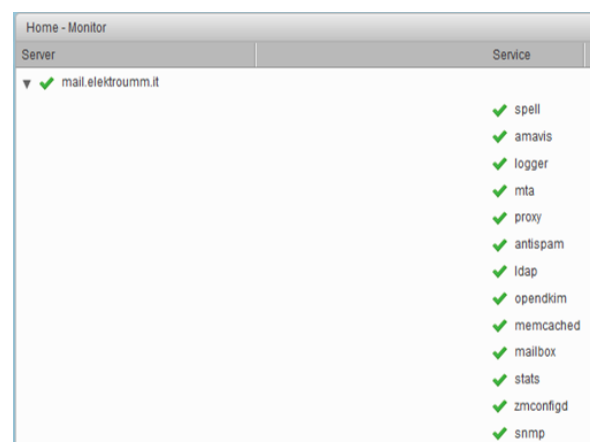 Home - Monitor
Server Service
mail.elektroumm.it
spell
amavis
logger
mta
proxy
antispam
ldap
opendkim
memcached
mailbox
stats
zmconfigd
snmp